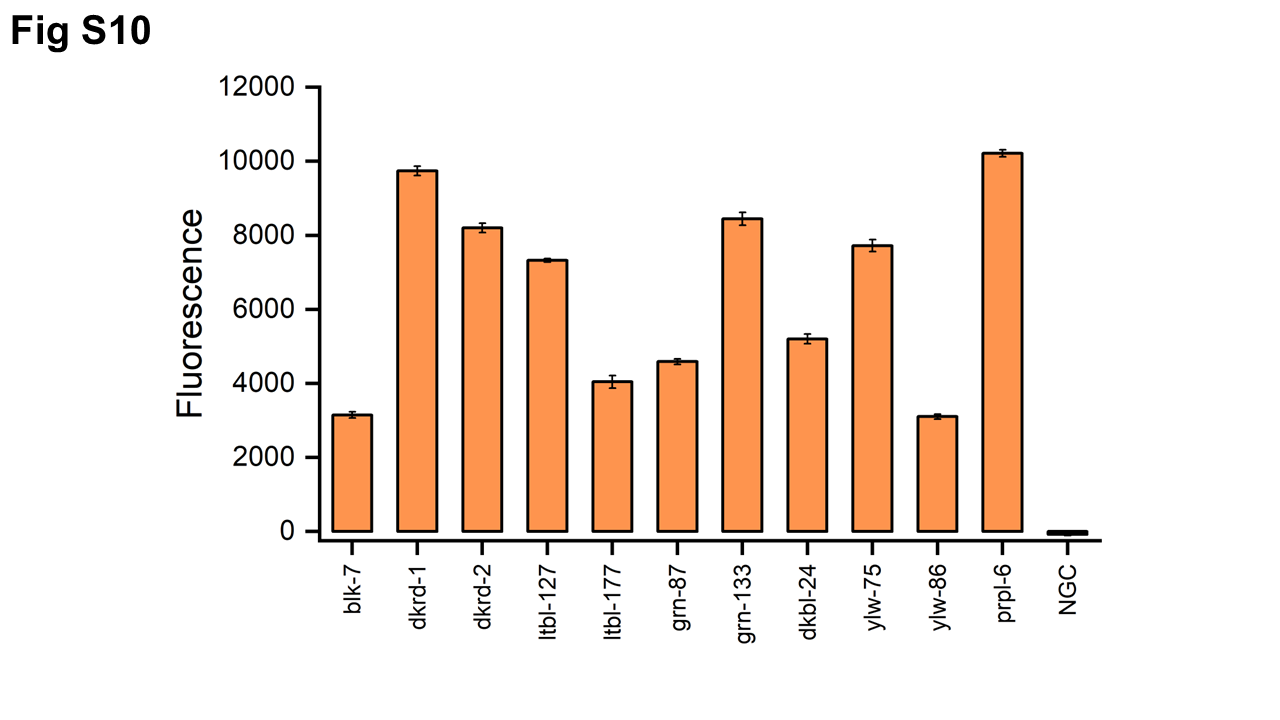 Fig S10
12000
10000
8000
6000
4000
2000
0
Fluorescence
blk-7
dkrd-1
dkrd-2
ltbl-127
ltbl-177
grn-87
grn-133
dkbl-24
ylw-75
ylw-86
prpl-6
NGC